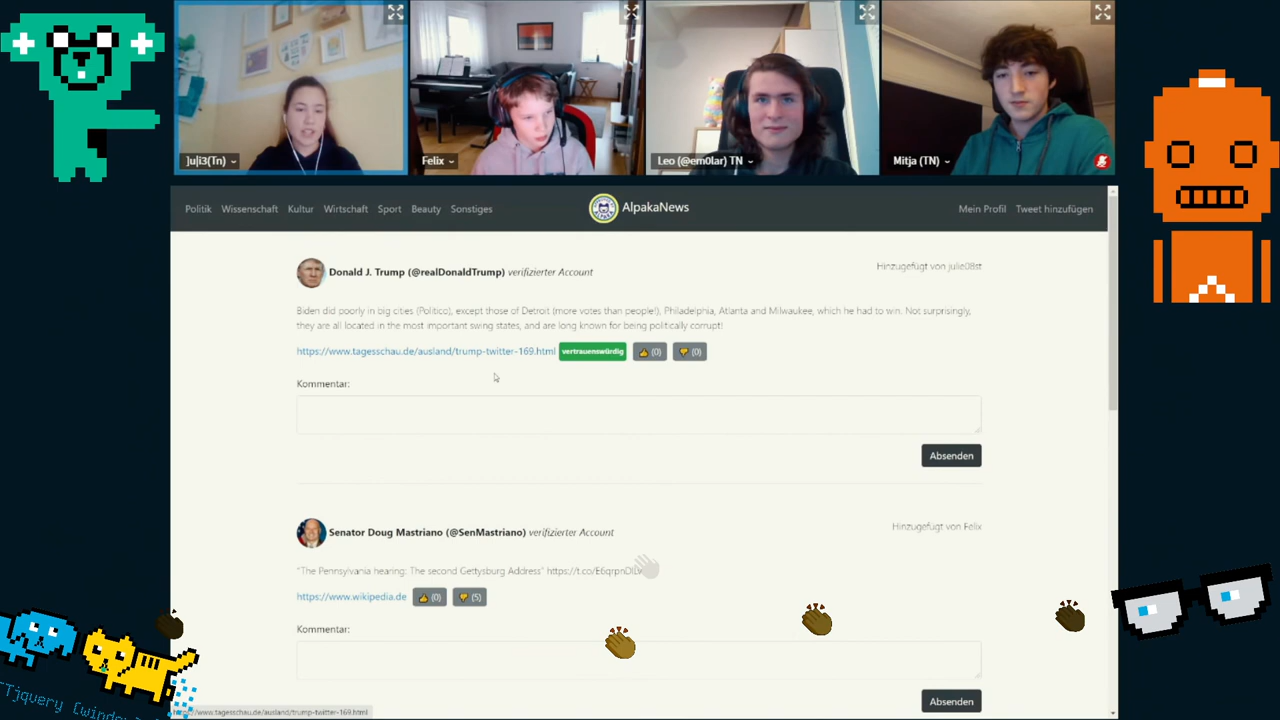 ]u|i3(Tn)
Felix
Leo (@em0lar) TN
Mitja (TN)
Politik Wissenschaft Kultur Wirtschaft Sport Beauty Sonstiges
AlpakaNews
Mein Profil Tweet hinzufügen
Donald J. Trump (@realDonaldTrump) verifizierter Account
Hinzugefügt von julie08st
Biden did poorly in big cities (Politico), except those of Detroit (more votes than people!), Philadelphia, Atlanta and Milwaukee, which he had to win. Not surprisingly,
they are all located in the most important swing states, and are long known for being politically corrupt!
https://www.tagesschau.de/ausland/trump-twitter-169.html vertrauenswürdig (0) (0)
Kommentar:
Absenden
Senator Doug Mastriano (@SenMastriano) verifizierter Account
Hinzugefügt von Felix
"The Pennsylvania hearing: The second Gettysburg Address"
https://www.wikipedia.de (0) (5)
Kommentar:
Absenden
https://www.tagesschau.de/ausland/trump-twitter-169.html